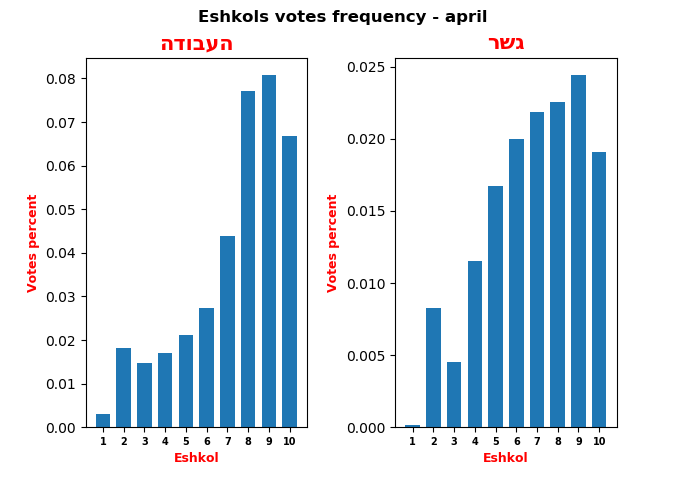 Eshkols votes frequency - april
העבודה
Votes percent
0.08
0.07
0.06
0.05
0.04
0.03
0.02
0.01
0.00
1 2 3 4 5 6 7 8 9 10
Eshkol
גשר
Votes percent
0.025
0.020
0.015
0.010
0.005
0.000
1 2 3 4 5 6 7 8 9 10
Eshkol